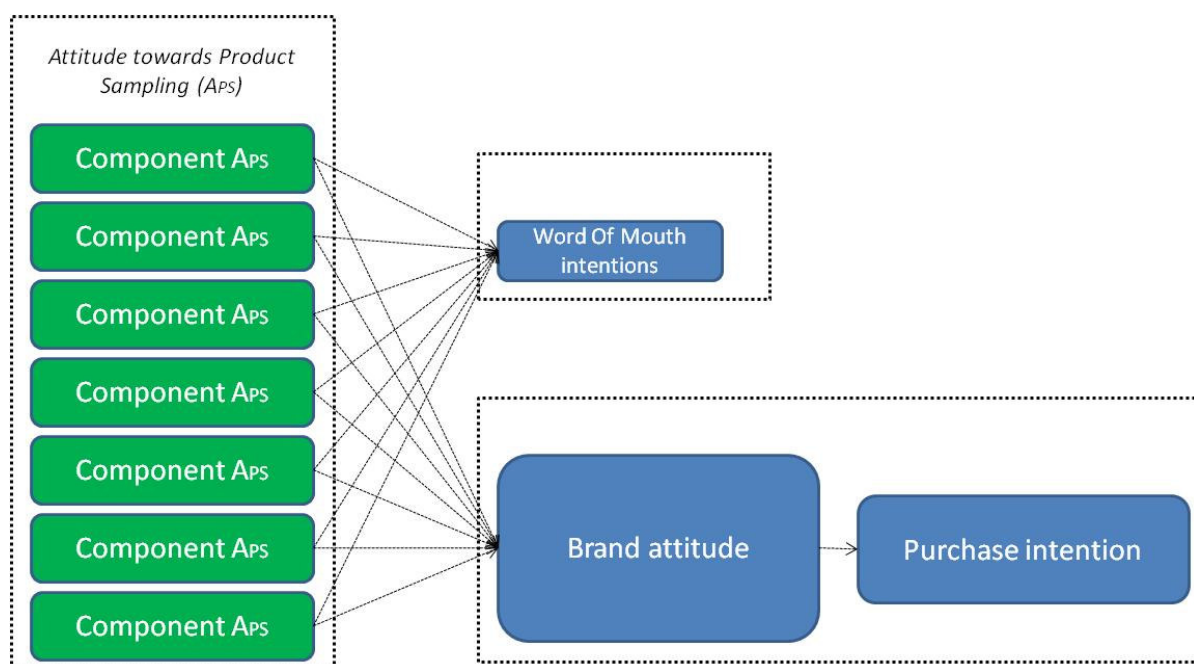 Attitude towards Product
Sampling (APS)
Component APS
Component APS
Component APS
Component APS
Component APS
Component APS
Component APS
Word Of Mouth
intentions
Brand attitude
Purchase intention